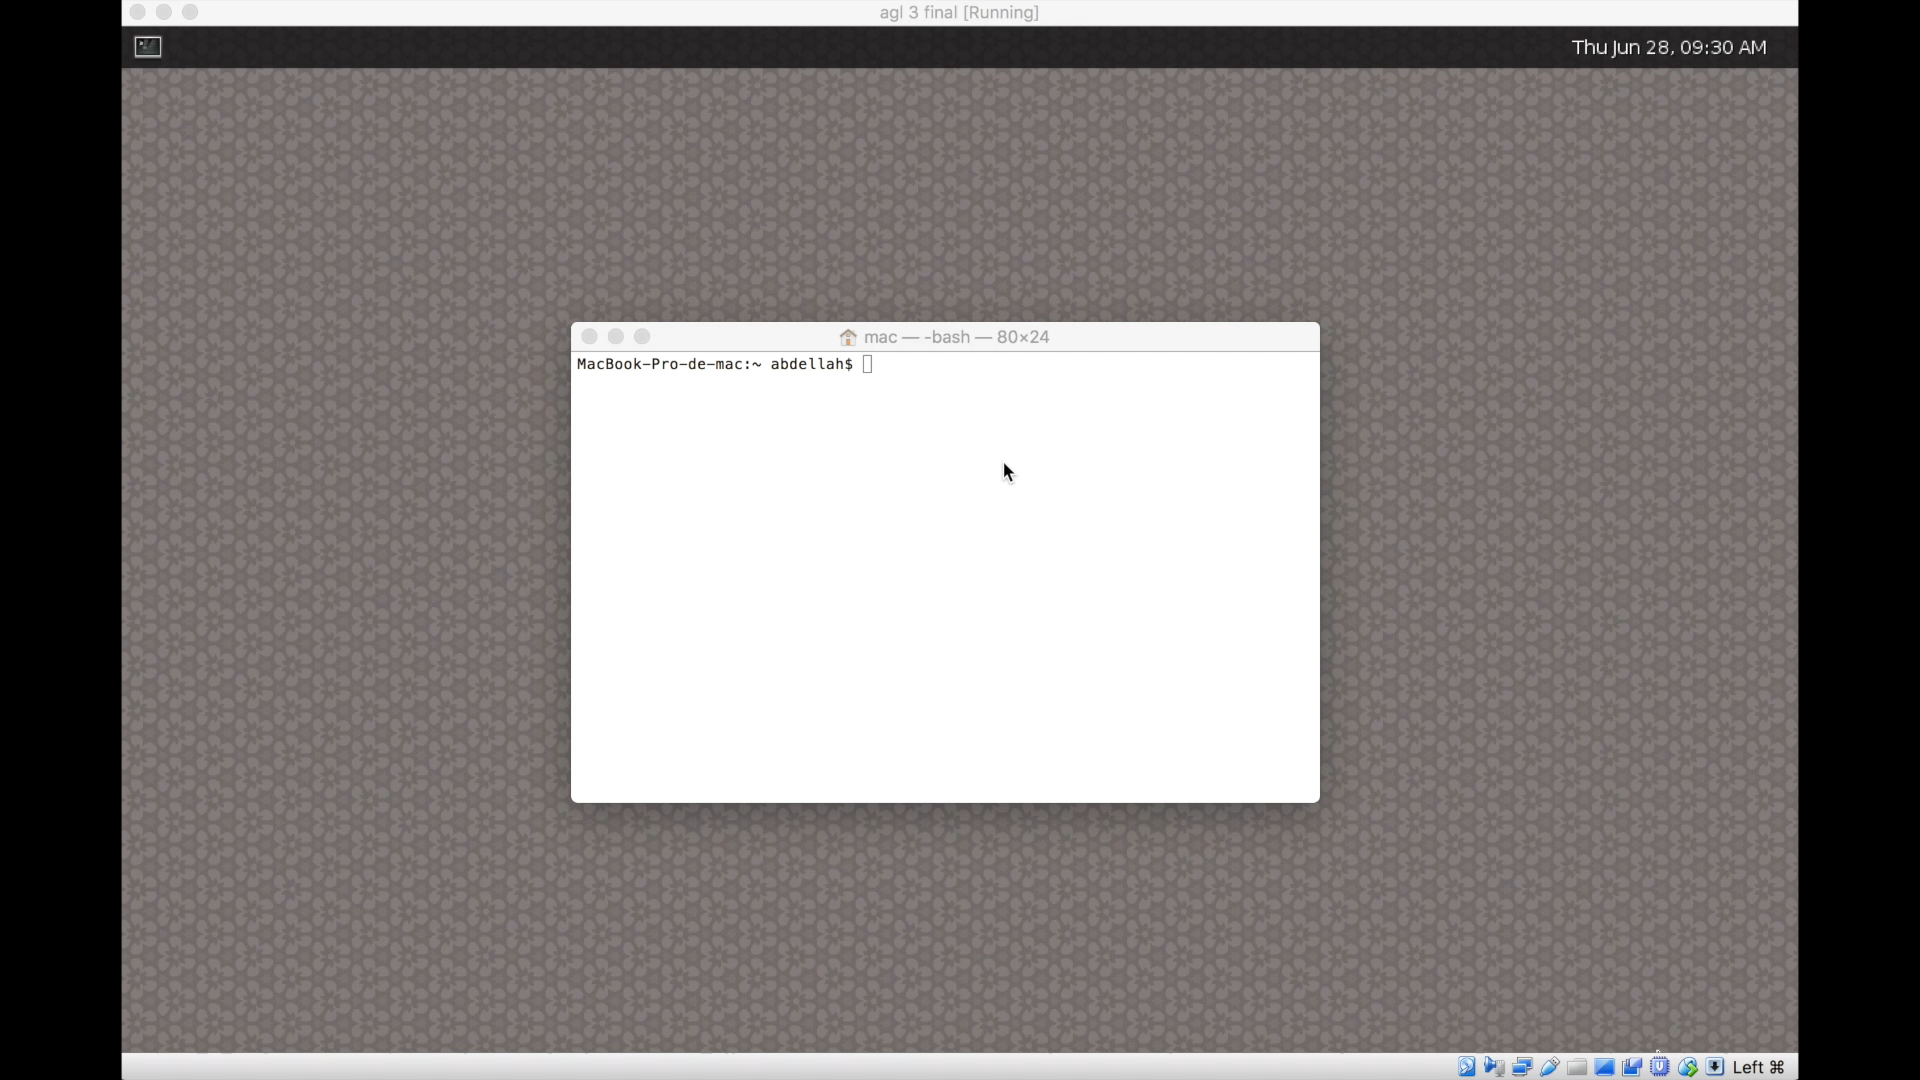 agl 3 final [Running]
Thu Jun 28, 09:30 AM
mac — -bash — 80×24
MacBook-Pro-de-mac:~ abdellah$
Left ⌘